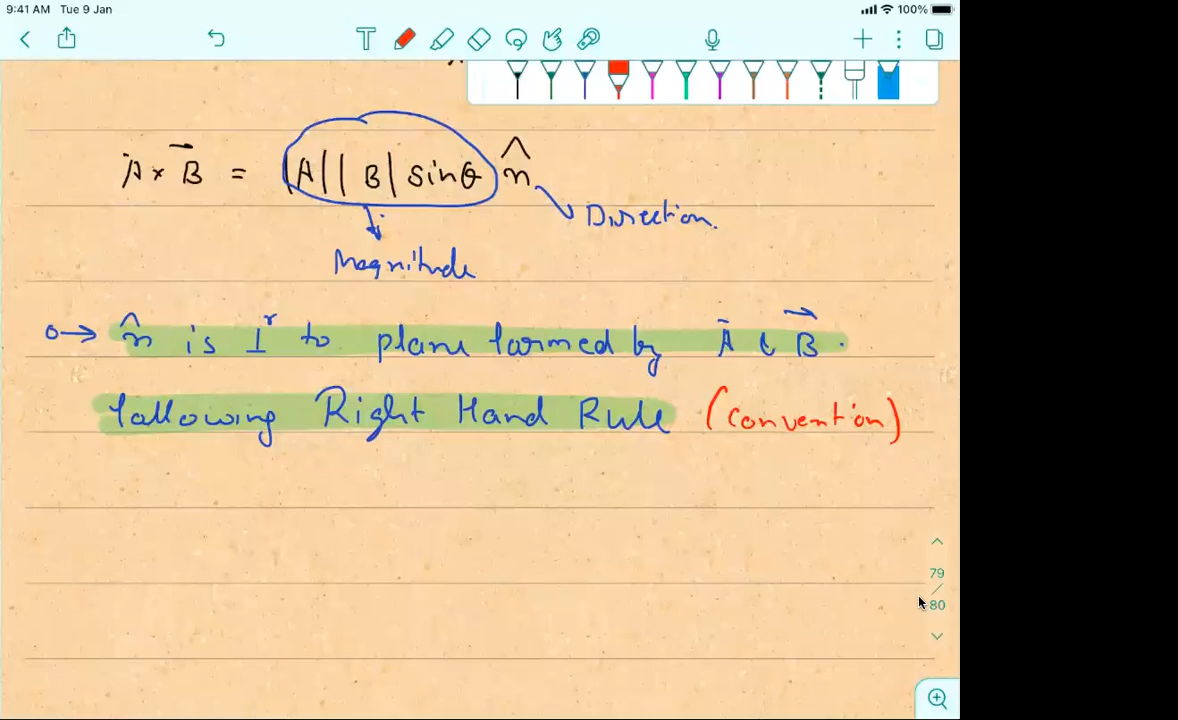 9:41 AM Tue 9 Jan 100%
A × B = |A| |B| sinθ n̂
Direction.
Magnitude
n̂ is ⊥r to plane formed by A & B.
following Right Hand Rule (convention)
79
/
80